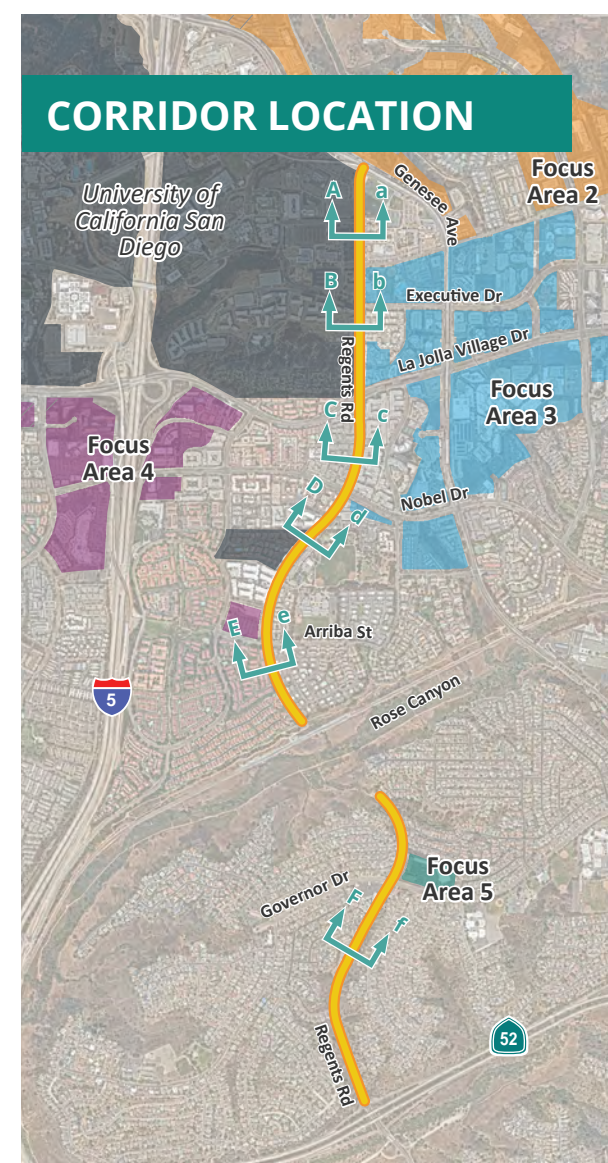 CORRIDOR LOCATION
University of
California San
Diego
Genesee Ave
Focus
Area 2
A
a
B
b
Executive Dr
Regents Rd
La Jolla Village Dr
Focus
Area 3
C
c
Focus
Area 4
Nobel Dr
D
d
E
e
Arriba St
5
Rose Canyon
Focus
Area 5
Governor Dr
F
f
Regents Rd
52